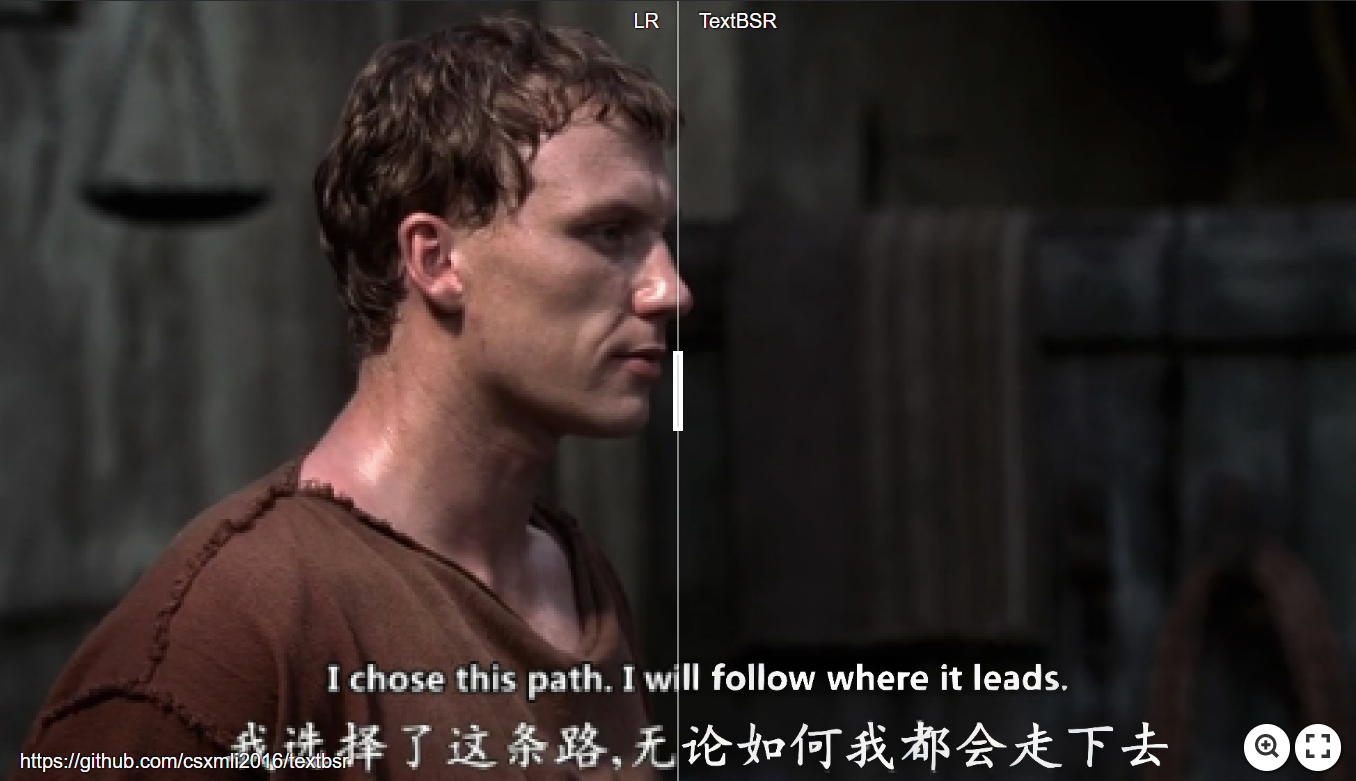 LR
TextBSR
I chose this path. I will follow where it leads.
我选择了这条路,无论如何我都会走下去
https://github.com/csxmli2016/textbsr